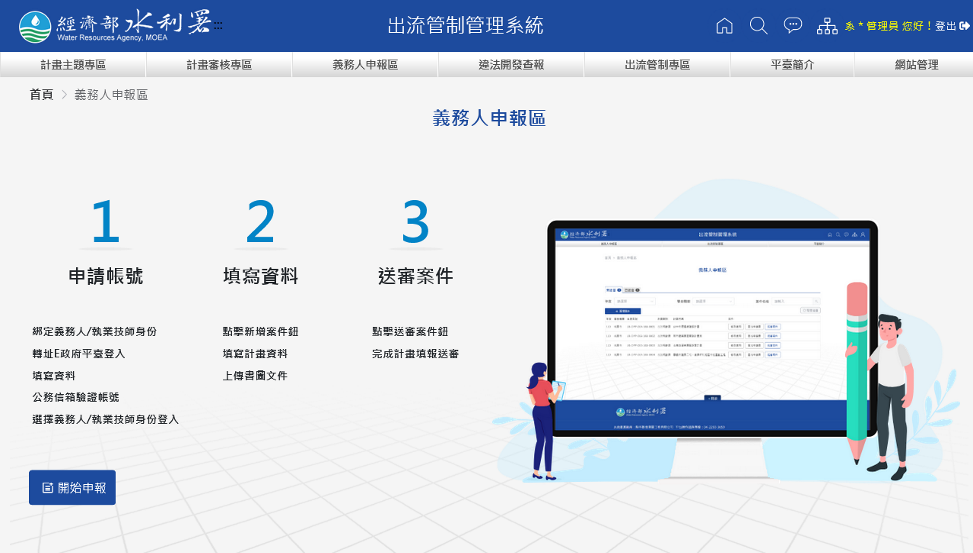 經濟部水利署
Water Resources Agency, MOEA
:::
出流管制管理系統
系 * 管理員 您好！登出
計畫主題專區
計畫審核專區
義務人申報區
違法開發查報
出流管制專區
平臺簡介
網站管理
首頁 > 義務人申報區
義務人申報區
1
申請帳號
綁定義務人/執業技師身份
轉址E政府平臺登入
填寫資料
公務信箱驗證帳號
選擇義務人/執業技師身份登入
2
填寫資料
點擊新增案件鈕
填寫計畫資料
上傳書圖文件
3
送審案件
點擊送審案件鈕
完成計畫填報送審
開始申報
經濟部水利署
出流管制管理系統
義務人申報區
經濟部水利署